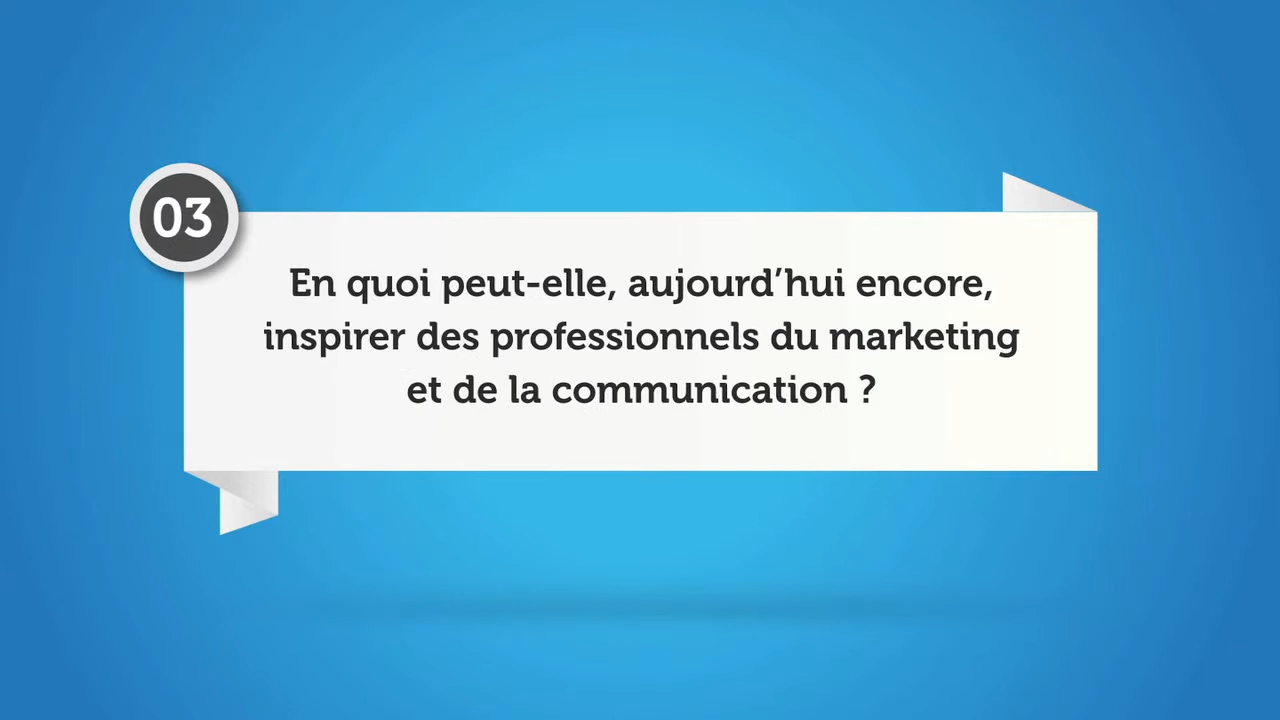 03
En quoi peut-elle, aujourd’hui encore,
inspirer des professionnels du marketing
et de la communication ?